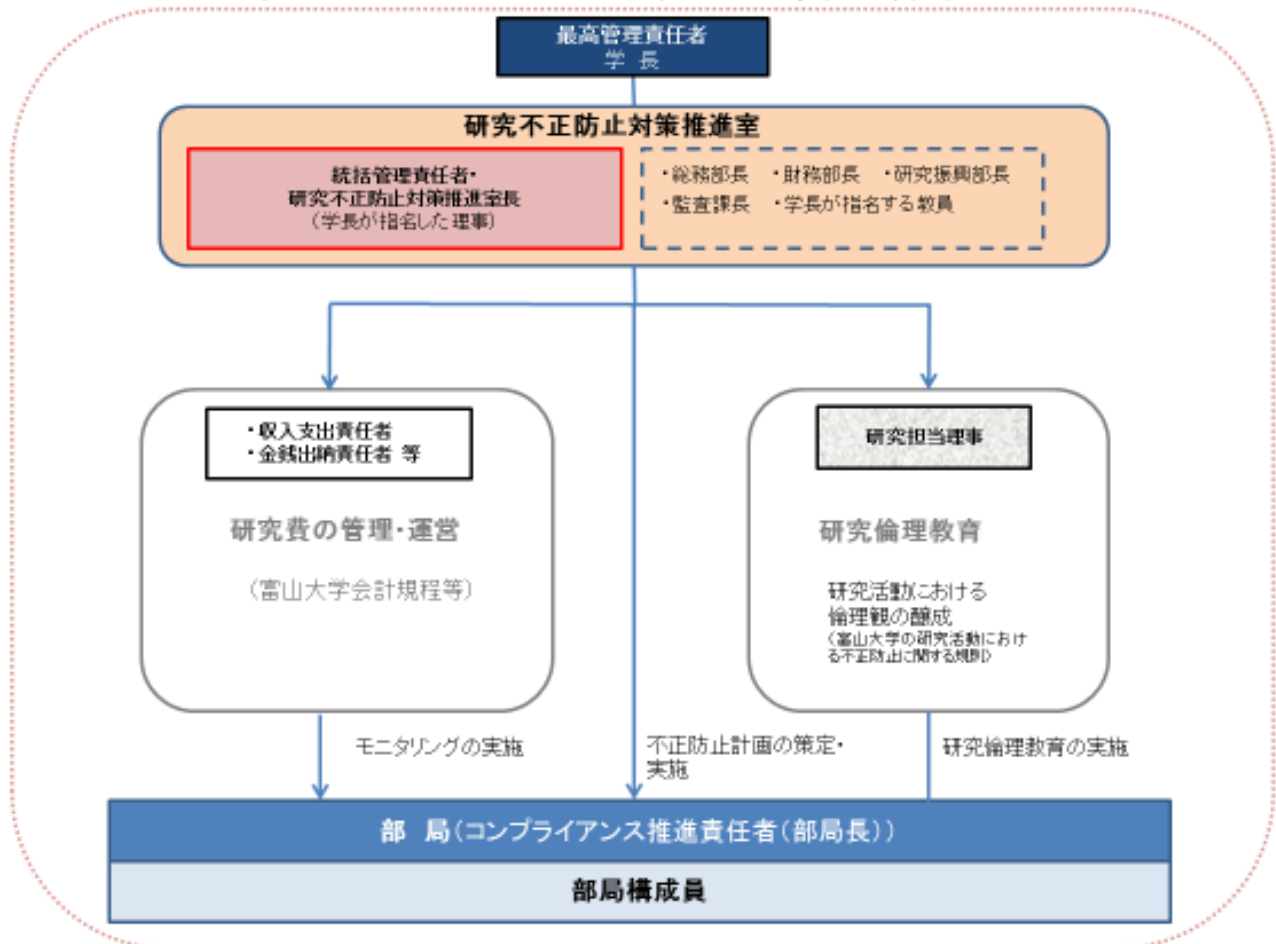 最高管理責任者
学 長
研究不正防止対策推進室
統括管理責任者・
研究不正防止対策推進室長
（学長が指名した理事）
・総務部長 ・財務部長 ・研究振興部長
・監査課長 ・学長が指名する教員
・収入支出責任者
・金銭出納責任者 等
研究費の管理・運営
（富山大学会計規程等）
研究担当理事
研究倫理教育
研究活動における
倫理観の醸成
（富山大学の研究活動におけ
る不正防止に関する規則）
モニタリングの実施
不正防止計画の策定・
実施
研究倫理教育の実施
部 局（コンプライアンス推進責任者（部局長））
部局構成員